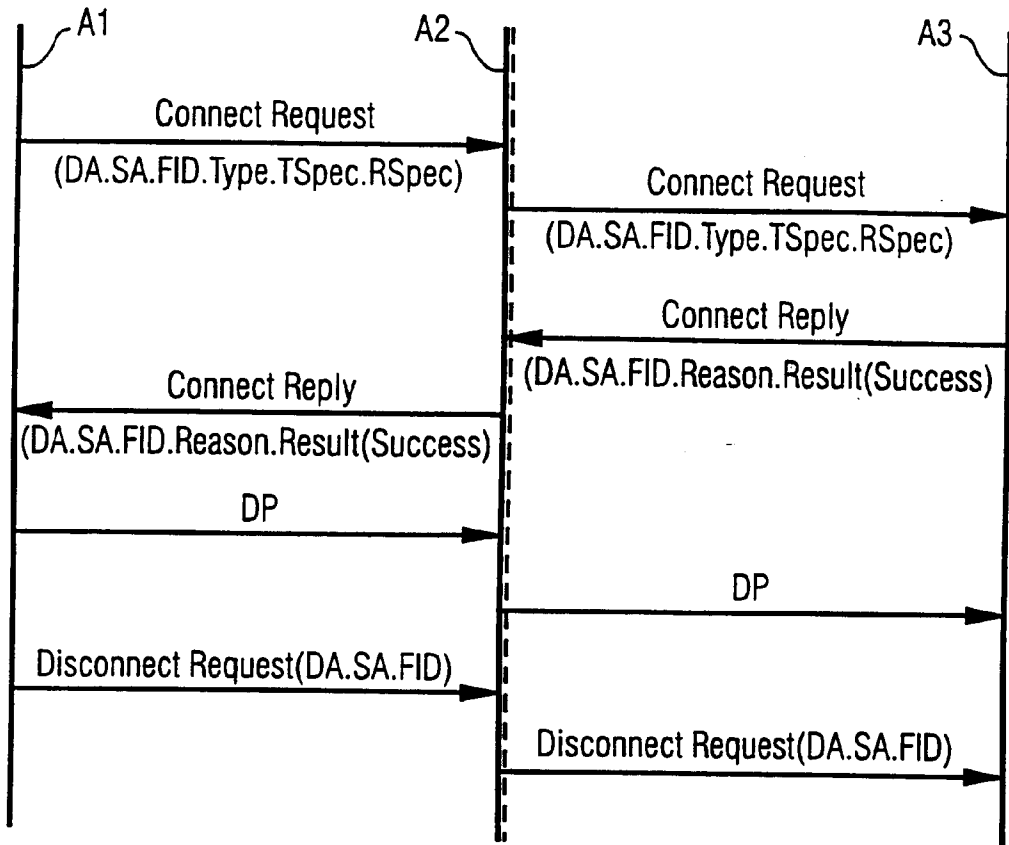 A1
A2
A3
Connect Request
(DA.SA.FID.Type.TSpec.RSpec)
Connect Request
(DA.SA.FID.Type.TSpec.RSpec)
Connect Reply
(DA.SA.FID.Reason.Result(Success)
Connect Reply
(DA.SA.FID.Reason.Result(Success)
DP
DP
Disconnect Request(DA.SA.FID)
Disconnect Request(DA.SA.FID)